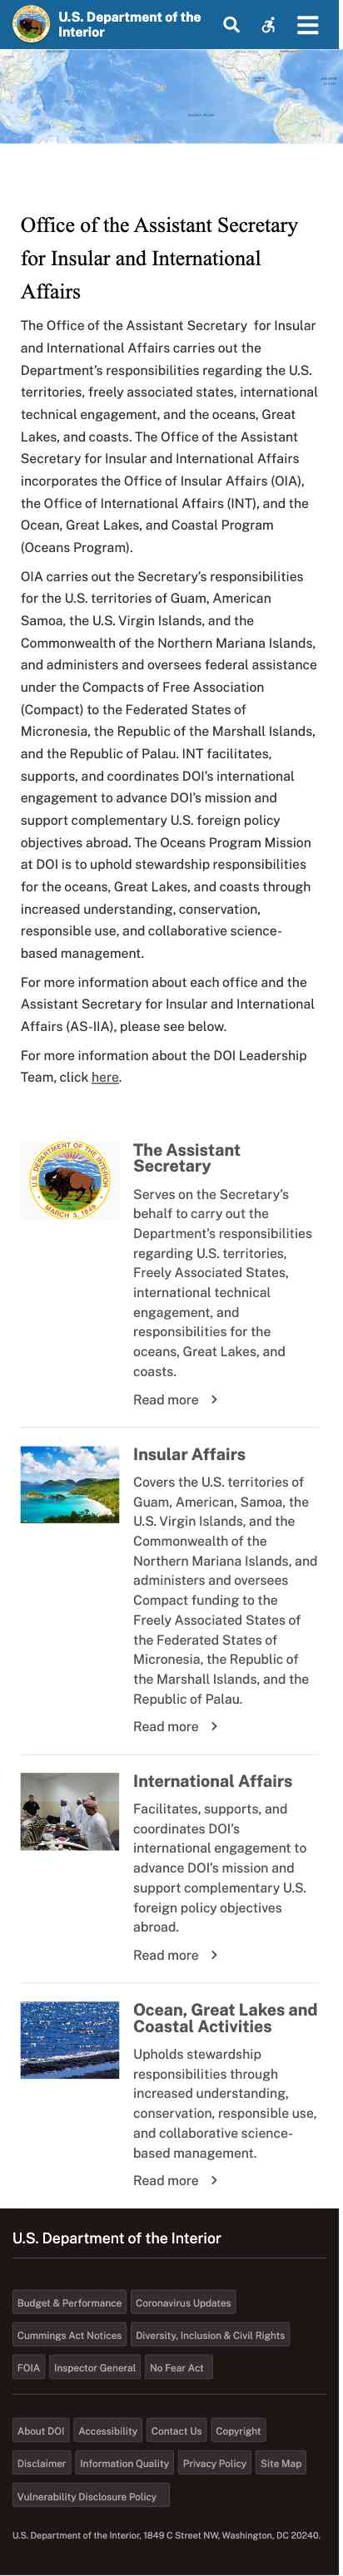 U.S. Department of the
Interior
Office of the Assistant Secretary
for Insular and International
Affairs
The Office of the Assistant Secretary  for Insular
and International Affairs carries out the
Department's responsibilities regarding the U.S.
territories, freely associated states, international
technical engagement, and the oceans, Great
Lakes, and coasts. The Office of the Assistant
Secretary for Insular and International Affairs
incorporates the Office of Insular Affairs (OIA),
the Office of International Affairs (INT), and the
Ocean, Great Lakes, and Coastal Program
(Oceans Program).
OIA carries out the Secretary's responsibilities
for the U.S. territories of Guam, American
Samoa, the U.S. Virgin Islands, and the
Commonwealth of the Northern Mariana Islands,
and administers and oversees federal assistance
under the Compacts of Free Association
(Compact) to the Federated States of
Micronesia, the Republic of the Marshall Islands,
and the Republic of Palau. INT facilitates,
supports, and coordinates DOI's international
engagement to advance DOI's mission and
support complementary U.S. foreign policy
objectives abroad. The Oceans Program Mission
at DOI is to uphold stewardship responsibilities
for the oceans, Great Lakes, and coasts through
increased understanding, conservation,
responsible use, and collaborative science-
based management.
For more information about each office and the
Assistant Secretary for Insular and International
Affairs (AS-IIA), please see below.
For more information about the DOI Leadership
Team, click here.
U.S. DEPARTMENT OF THE INTERIOR
MARCH 3, 1849
The Assistant
Secretary
Serves on the Secretary's
behalf to carry out the
Department's responsibilities
regarding U.S. territories,
Freely Associated States,
international technical
engagement, and
responsibilities for the
oceans, Great Lakes, and
coasts.
Read more
Insular Affairs
Covers the U.S. territories of
Guam, American, Samoa, the
U.S. Virgin Islands, and the
Commonwealth of the
Northern Mariana Islands, and
administers and oversees
Compact funding to the
Freely Associated States of
the Federated States of
Micronesia, the Republic of
the Marshall Islands, and the
Republic of Palau.
Read more
International Affairs
Facilitates, supports, and
coordinates DOI's
international engagement to
advance DOI's mission and
support complementary U.S.
foreign policy objectives
abroad.
Read more
Ocean, Great Lakes and
Coastal Activities
Upholds stewardship
responsibilities through
increased understanding,
conservation, responsible use,
and collaborative science-
based management.
Read more
U.S. Department of the Interior
Budget & Performance Coronavirus Updates
Cummings Act Notices Diversity, Inclusion & Civil Rights
FOIA Inspector General No Fear Act
About DOI Accessibility Contact Us Copyright
Disclaimer Information Quality Privacy Policy Site Map
Vulnerability Disclosure Policy
U.S. Department of the Interior, 1849 C Street NW, Washington, DC 20240.